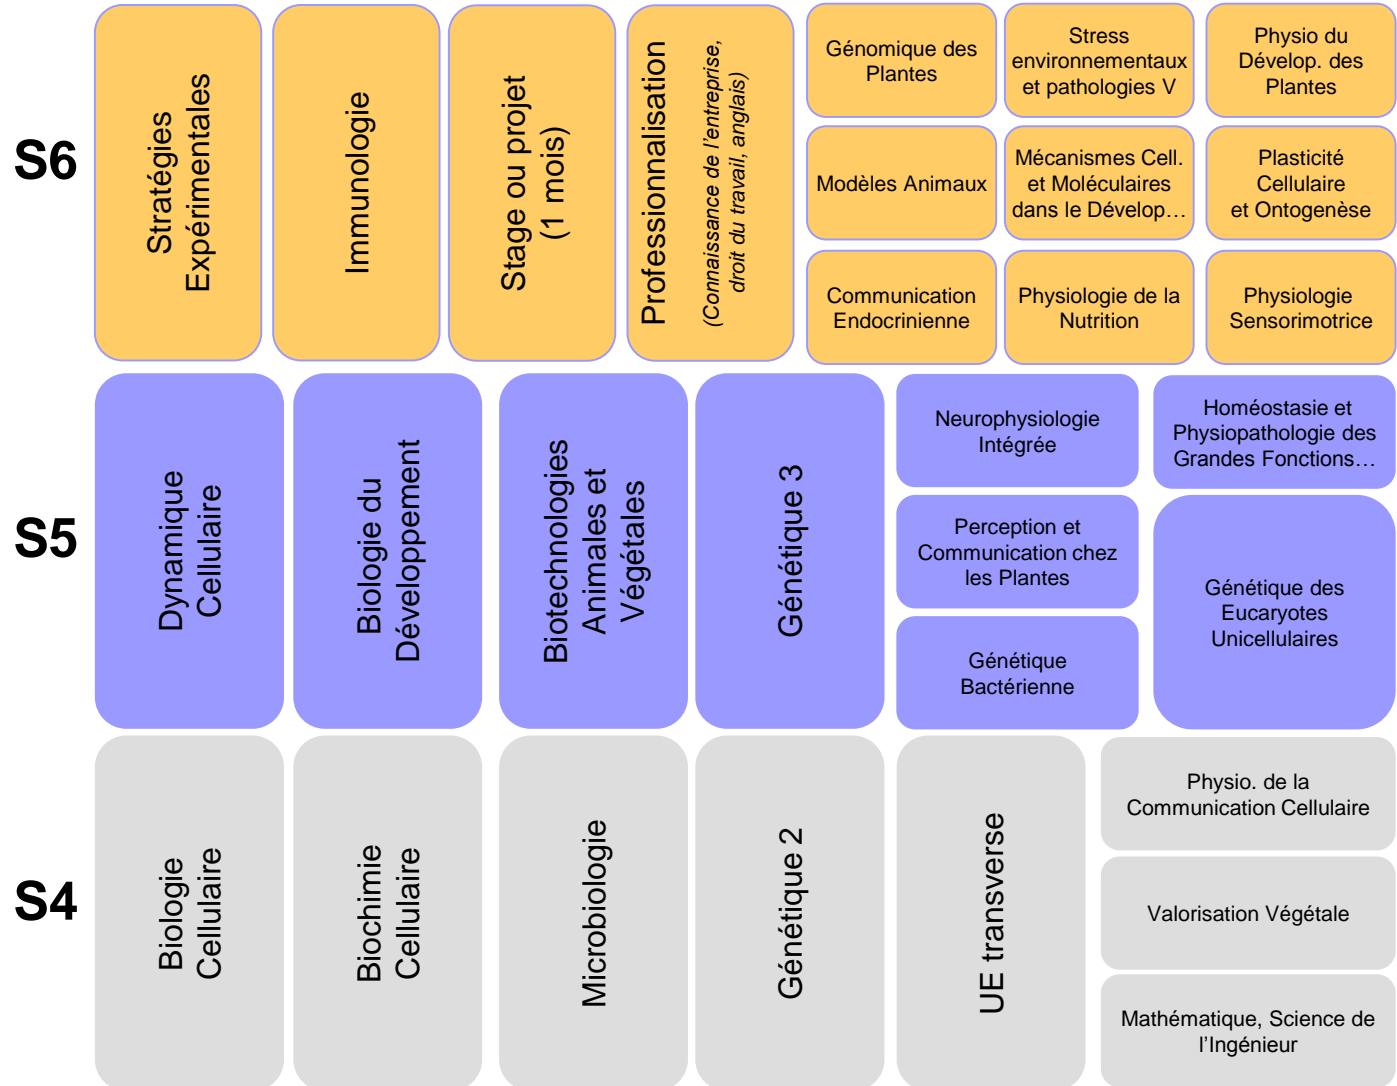 S6
Stratégies
Expérimentales
Immunologie
Stage ou projet
(1 mois)
Professionnalisation
(Connaissance de l'entreprise,
droit du travail, anglais)
Génomique des
Plantes
Stress
environnementaux
et pathologies V
Physio du
Dévelop. des
Plantes
Modèles Animaux
Mécanismes Cell.
et Moléculaires
dans le Dévelop…
Plasticité
Cellulaire
et Ontogenèse
Communication
Endocrinienne
Physiologie de la
Nutrition
Physiologie
Sensorimotrice
S5
Dynamique
Cellulaire
Biologie du
Développement
Biotechnologies
Animales et
Végétales
Génétique 3
Neurophysiologie
Intégrée
Homéostasie et
Physiopathologie des
Grandes Fonctions…
Perception et
Communication chez
les Plantes
Génétique des
Eucaryotes
Unicellulaires
Génétique
Bactérienne
S4
Biologie
Cellulaire
Biochimie
Cellulaire
Microbiologie
Génétique 2
UE transverse
Physio. de la
Communication Cellulaire
Valorisation Végétale
Mathématique, Science de
l'Ingénieur